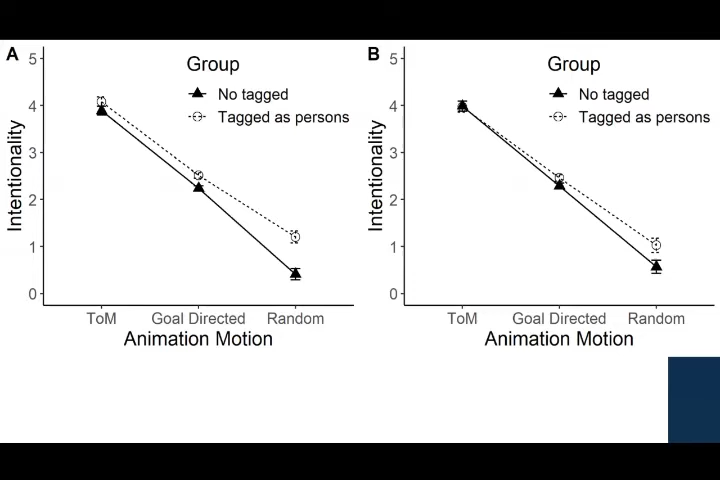 A
Group
No tagged
Tagged as persons
Intentionality
5
4
3
2
1
0
ToM Goal Directed Random
Animation Motion
B
Group
No tagged
Tagged as persons
Intentionality
5
4
3
2
1
0
ToM Goal Directed Random
Animation Motion